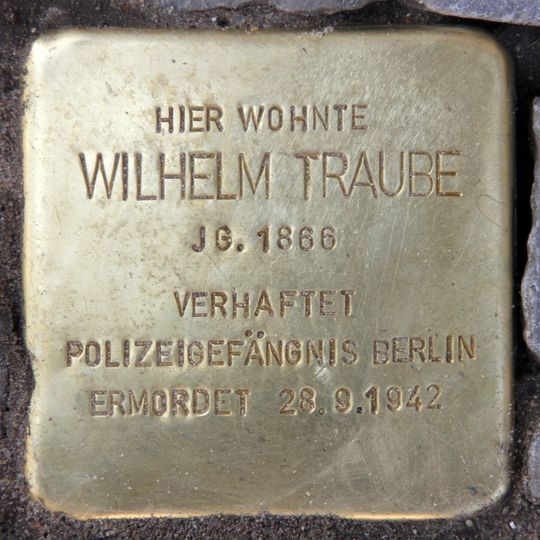 HIER WOHNTE
WILHELM TRAUBE
JG. 1866
VERHAFTET
POLIZEIGEFÄNGNIS BERLIN
ERMORDET 28.9.1942